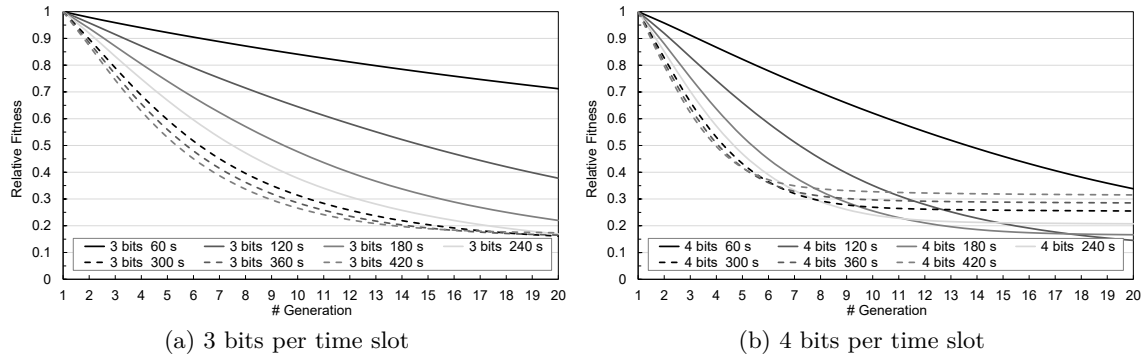 1
0.9
0.8
0.7
0.6
0.5
0.4
0.3
0.2
0.1
0
Relative Fitness
3 bits 60 s 3 bits 120 s 3 bits 180 s 3 bits 240 s
3 bits 300 s 3 bits 360 s 3 bits 420 s
1 2 3 4 5 6 7 8 9 10 11 12 13 14 15 16 17 18 19 20
# Generation
(a) 3 bits per time slot
1
0.9
0.8
0.7
0.6
0.5
0.4
0.3
0.2
0.1
0
Relative Fitness
4 bits 60 s 4 bits 120 s 4 bits 180 s 4 bits 240 s
4 bits 300 s 4 bits 360 s 4 bits 420 s
1 2 3 4 5 6 7 8 9 10 11 12 13 14 15 16 17 18 19 20
# Generation
(b) 4 bits per time slot